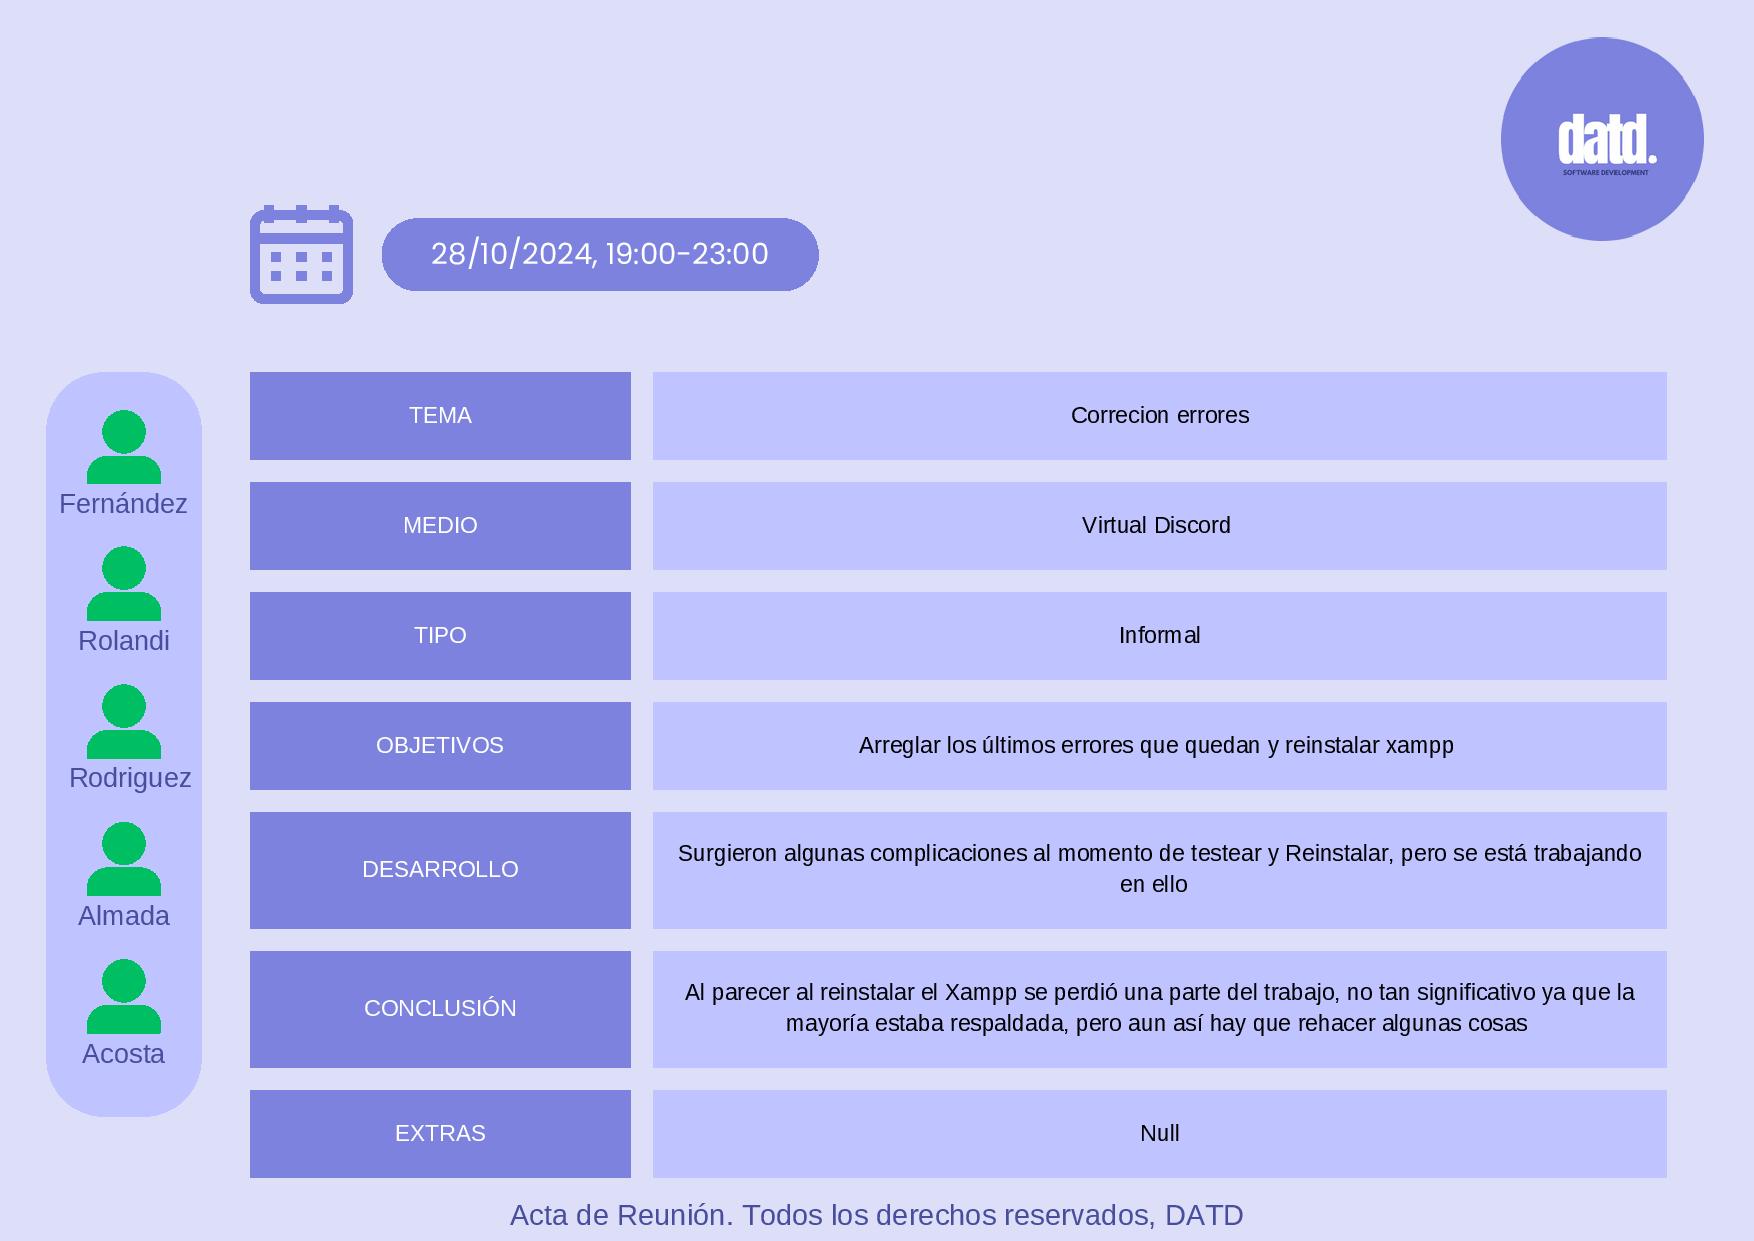 datd.
SOFTWARE DEVELOPMENT
28/10/2024, 19:00-23:00
Fernández
Rolandi
Rodriguez
Almada
Acosta
TEMA
Correcion errores
MEDIO
Virtual Discord
TIPO
Informal
OBJETIVOS
Arreglar los últimos errores que quedan y reinstalar xampp
DESARROLLO
Surgieron algunas complicaciones al momento de testear y Reinstalar, pero se está trabajando
en ello
CONCLUSIÓN
Al parecer al reinstalar el Xampp se perdió una parte del trabajo, no tan significativo ya que la
mayoría estaba respaldada, pero aun así hay que rehacer algunas cosas
EXTRAS
Null
Acta de Reunión. Todos los derechos reservados, DATD